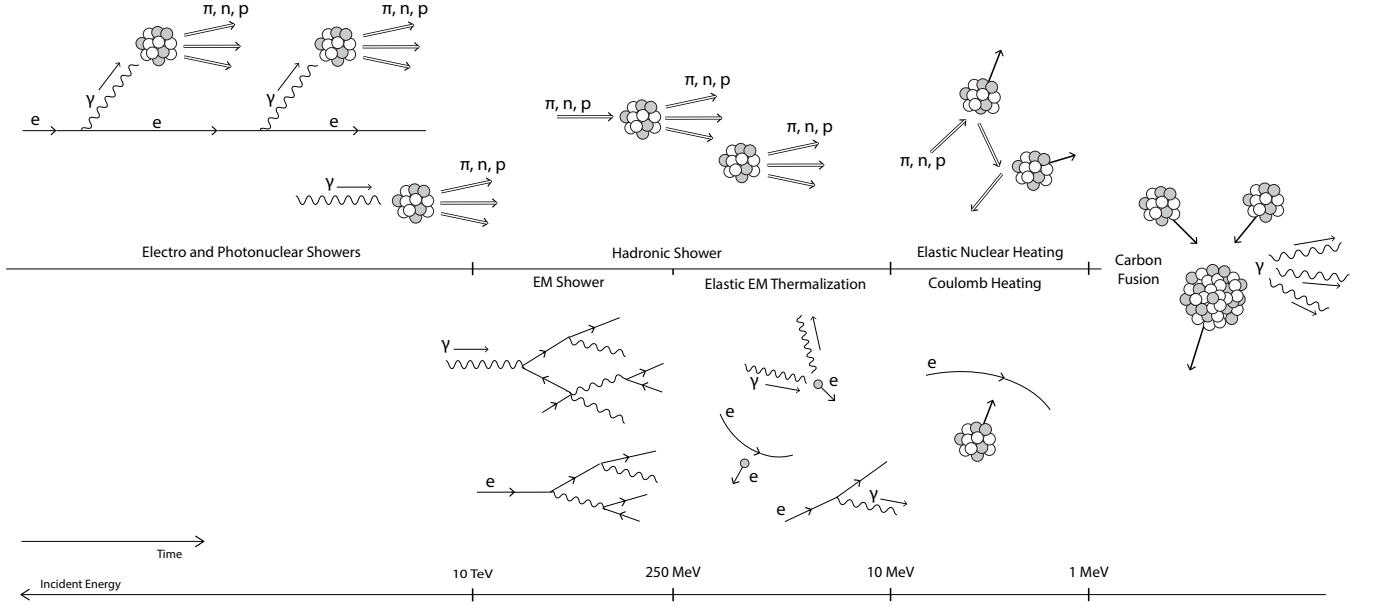 π, n, p
π, n, p
γ
γ
e
e
e
π, n, p
γ
π, n, p
π, n, p
π, n, p
π, n, p
Electro and Photonuclear Showers
Hadronic Shower
Elastic Nuclear Heating
Carbon
Fusion
γ
EM Shower
Elastic EM Thermalization
Coulomb Heating
γ
γ
e
e
e
e
e
e
γ
Time
Incident Energy
10 TeV
250 MeV
10 MeV
1 MeV